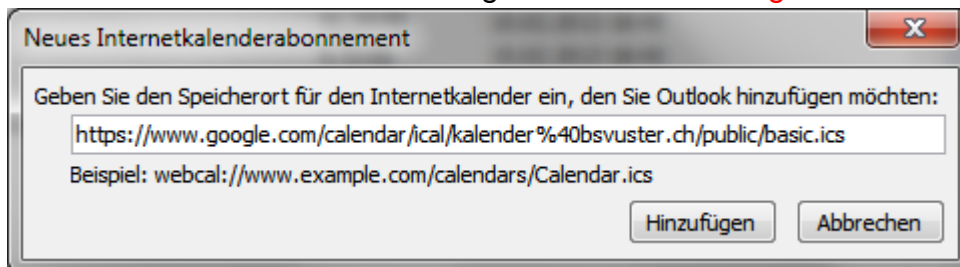 Neues Internetkalenderabonnement
Geben Sie den Speicherort für den Internetkalender ein, den Sie Outlook hinzufügen möchten:
https://www.google.com/calendar/ical/kalender%40bsvuster.ch/public/basic.ics
Beispiel: webcal://www.example.com/calendars/Calendar.ics
Hinzufügen Abbrechen